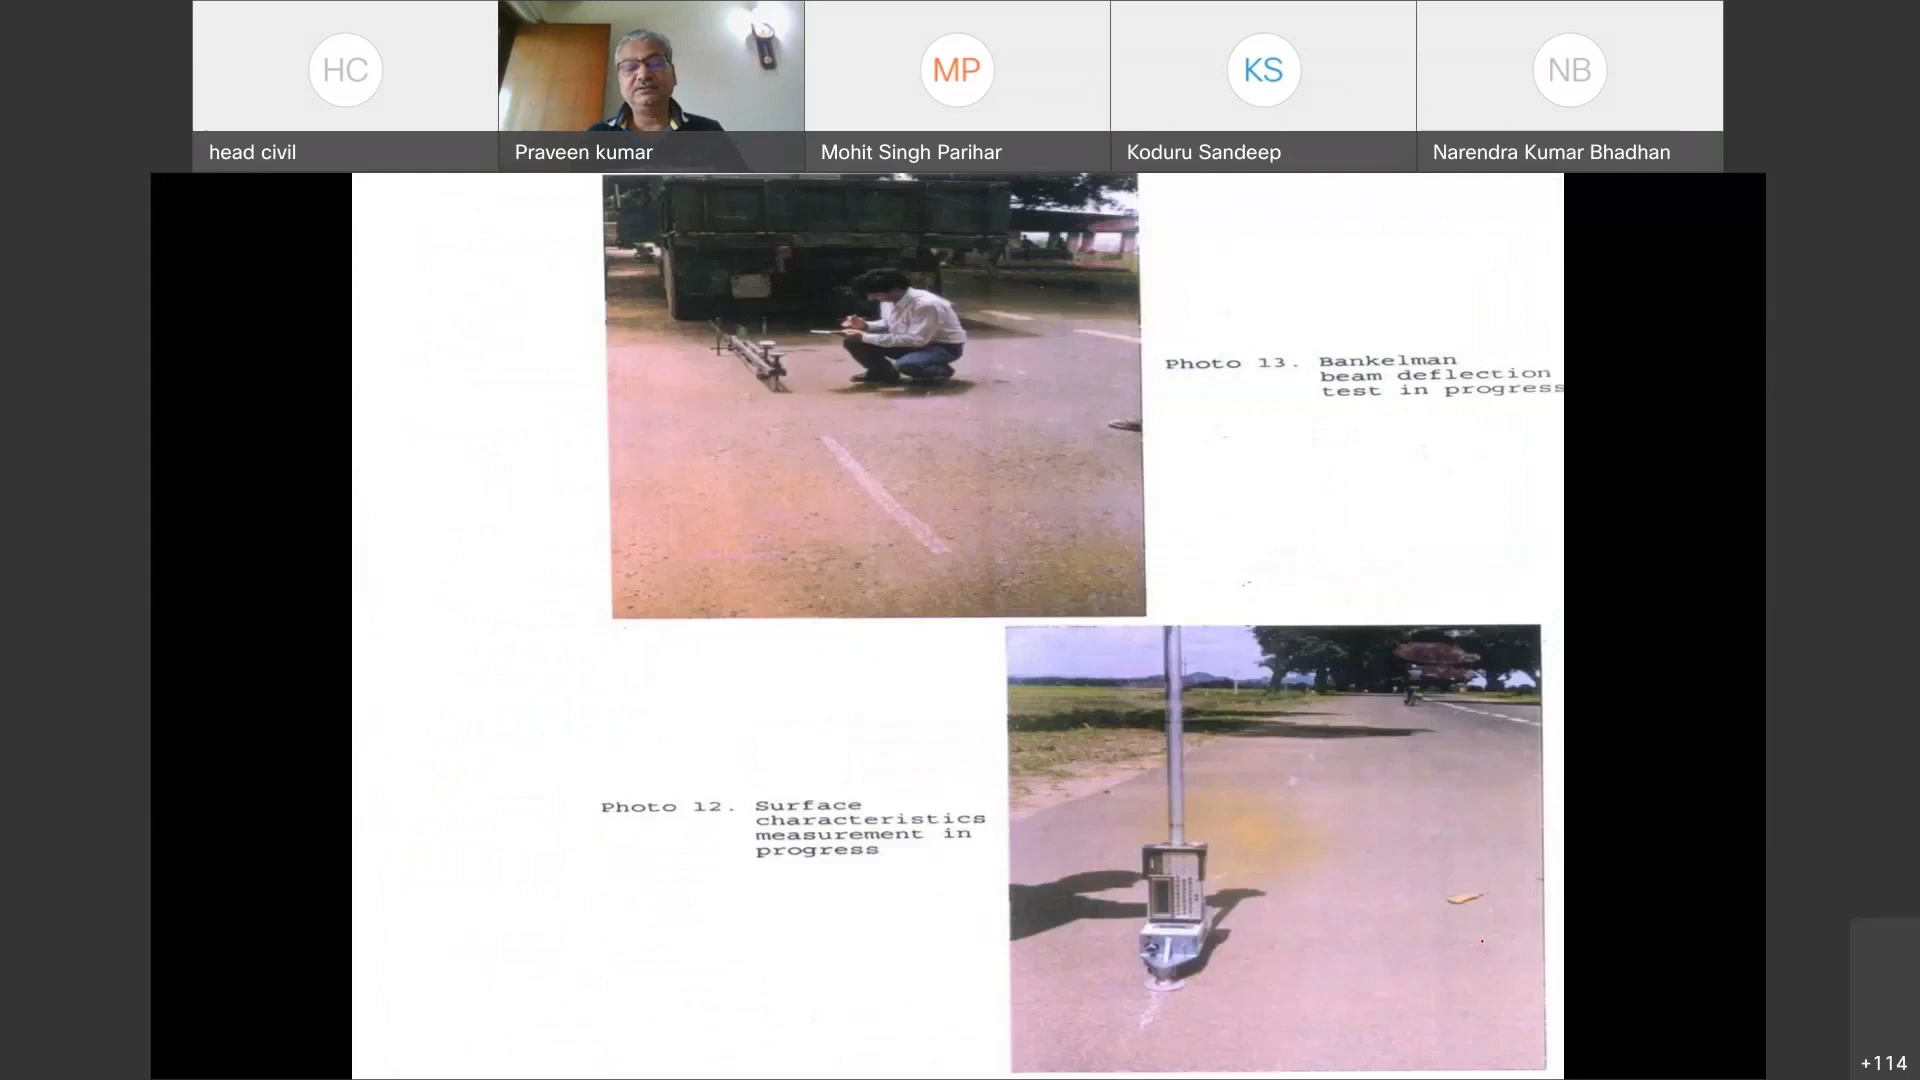 HC
MP
KS
NB
head civil
Praveen kumar
Mohit Singh Parihar
Koduru Sandeep
Narendra Kumar Bhadhan
Photo 13. Bankelman
beam deflection
test in progress
Photo 12. Surface
characteristics
measurement in
progress
+114